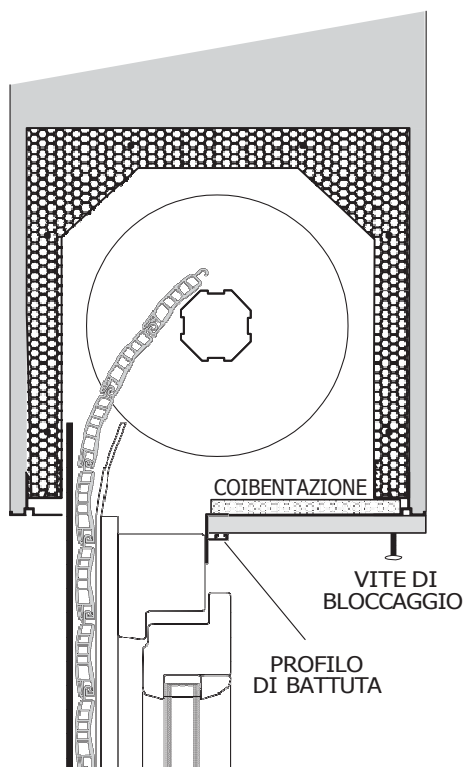 COIBENTAZIONE
VITE DI
BLOCCAGGIO
PROFILO
DI BATTUTA